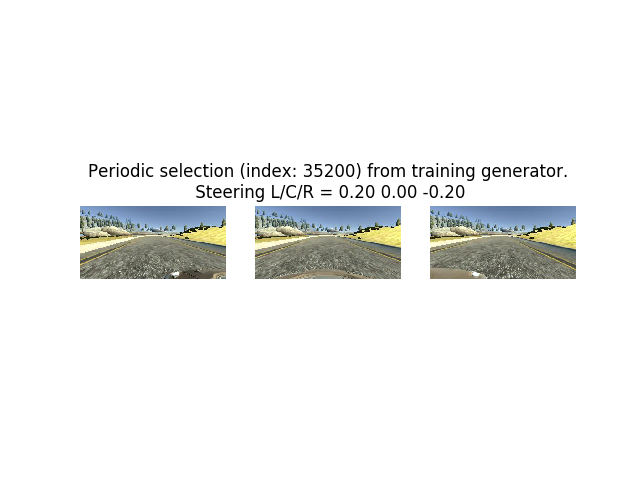 Periodic selection (index: 35200) from training generator.
Steering L/C/R = 0.20 0.00 -0.20